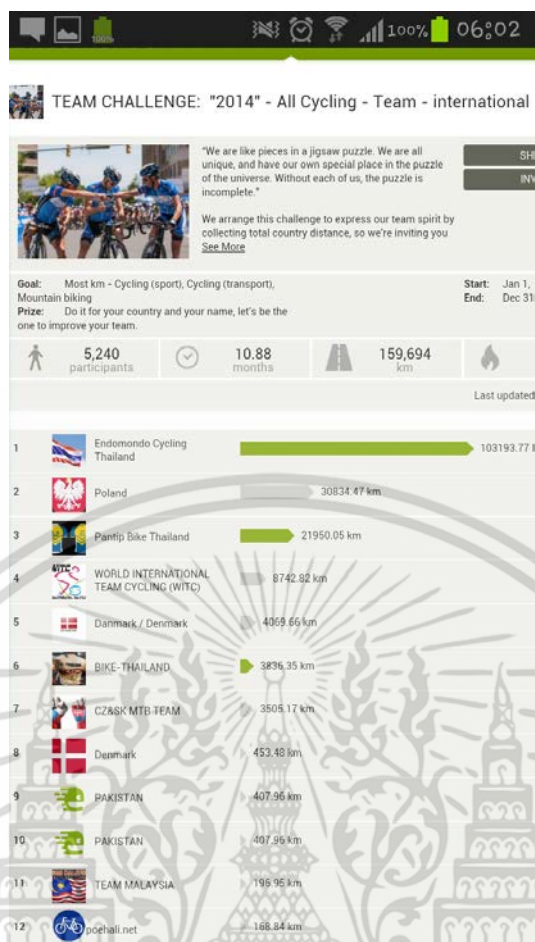 100%
100% 06:02
TEAM CHALLENGE: "2014" - All Cycling - Team - international
"We are like pieces in a jigsaw puzzle. We are all
unique, and have our own special place in the puzzle
of the universe. Without each of us, the puzzle is
incomplete."
We arrange this challenge to express our team spirit by
collecting total country distance, so we're inviting you
See More
SH
INV
Goal: Most km - Cycling (sport), Cycling (transport),
Mountain biking
Prize: Do it for your country and your name, let's be the
one to improve your team.
Start: Jan 1,
End: Dec 31
5,240
participants
10.88
months
159,694
km
Last updated
1 Endomondo Cycling
Thailand 103193.77
2 Poland 30834.47 km
3 Pantip Bike Thailand 21950.05 km
4 WORLD INTERNATIONAL
TEAM CYCLING (WITC) 8742.82 km
5 Danmark / Denmark 4069.66 km
6 BIKE-THAILAND 3836.35 km
7 CZ&SK MTB TEAM 3505.17 km
8 Denmark 453.48 km
9 PAKISTAN 407.96 km
10 PAKISTAN 407.96 km
11 TEAM MALAYSIA 196.95 km
12 poehali.net 168.84 km